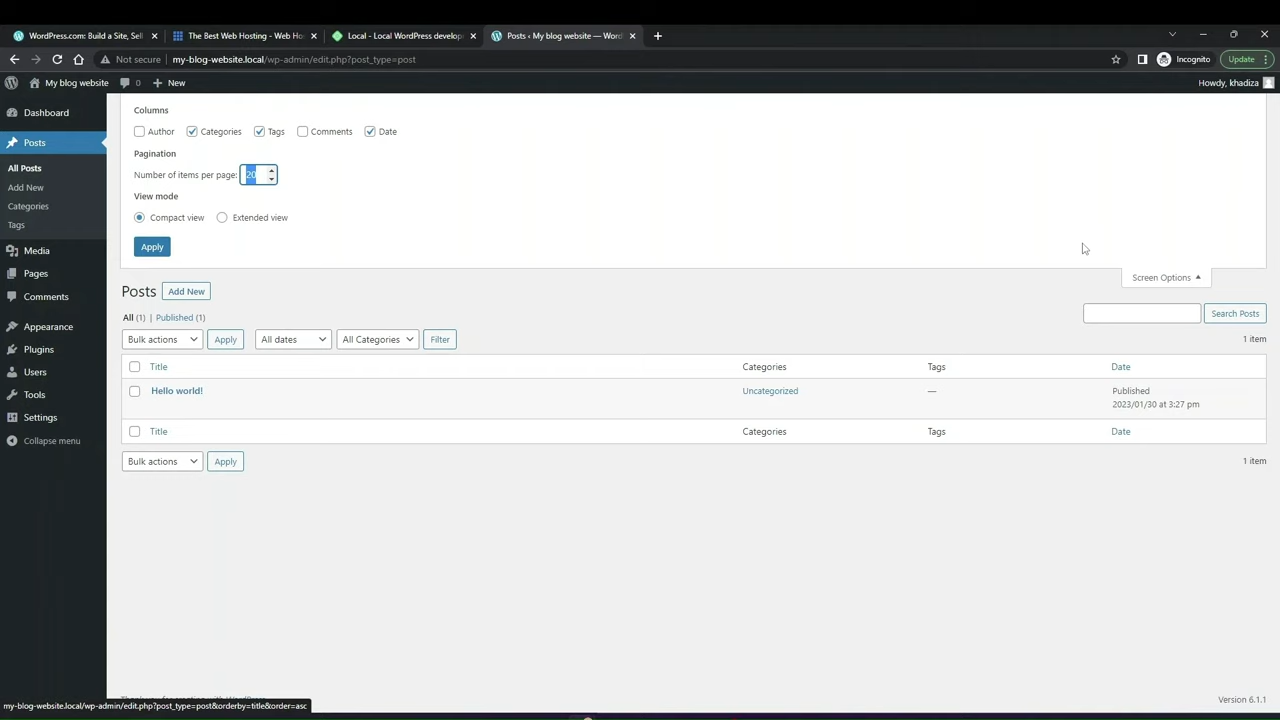 WordPress.com: Build a Site, Sell
The Best Web Hosting - Web Ho
Local - Local WordPress develop
Posts ‹ My blog website — Word
Not secure my-blog-website.local/wp-admin/edit.php?post_type=post
Incognito
Update
My blog website
0
New
Howdy, khadiza
Dashboard
Posts
All Posts
Add New
Categories
Tags
Media
Pages
Comments
Appearance
Plugins
Users
Tools
Settings
Collapse menu
Columns
Author Categories Tags Comments Date
Pagination
Number of items per page: 20
View mode
Compact view Extended view
Apply
Screen Options
Posts Add New
All (1) | Published (1)
Search Posts
Bulk actions Apply All dates All Categories Filter
1 item
Title Categories Tags Date
Hello world! Uncategorized — Published
2023/01/30 at 3:27 pm
Title Categories Tags Date
Bulk actions Apply
1 item
Version 6.1.1
my-blog-website.local/wp-admin/edit.php?post_type=post&orderby=title&order=asc